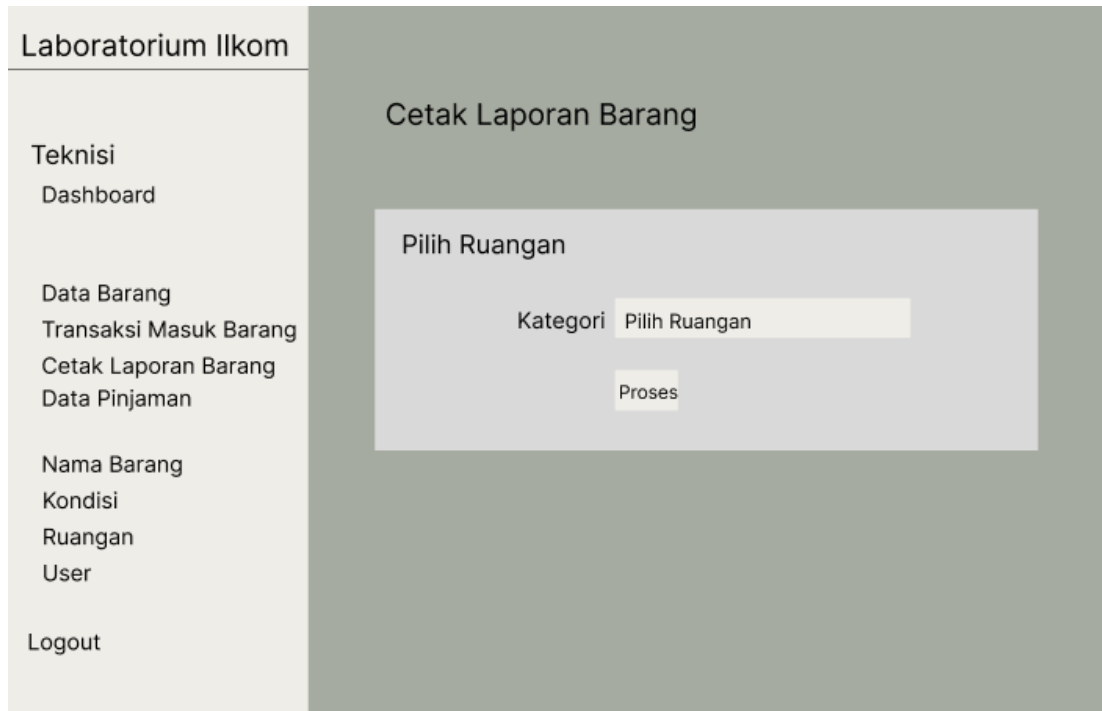 Laboratorium Ilkom
Teknisi
Dashboard
Data Barang
Transaksi Masuk Barang
Cetak Laporan Barang
Data Pinjaman
Nama Barang
Kondisi
Ruangan
User
Logout
Cetak Laporan Barang
Pilih Ruangan
Kategori Pilih Ruangan
Proses